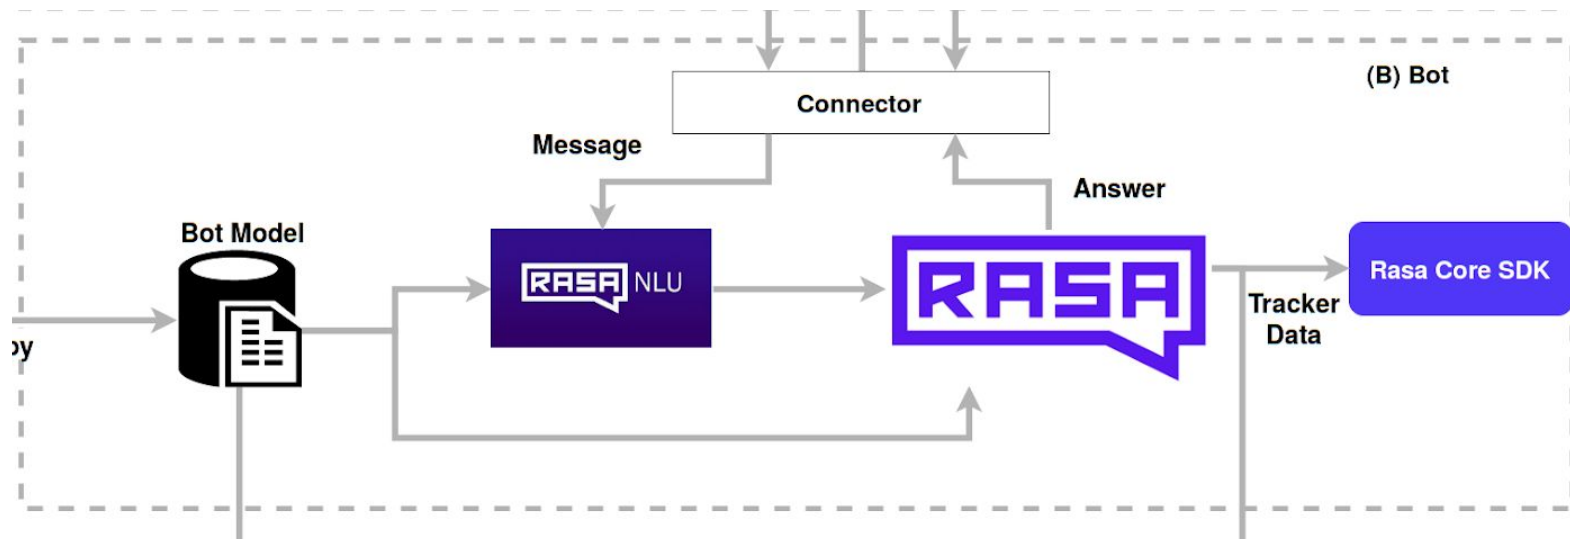 (B) Bot
Connector
Message
Answer
Bot Model
RASA NLU
RASA
Rasa Core SDK
Tracker
Data